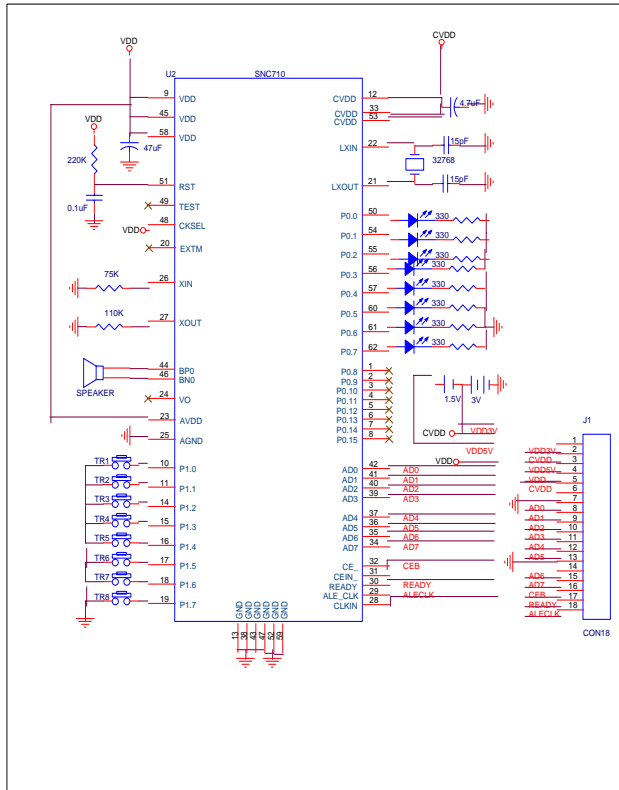 VDD
CVDD
U2
SNC710
9
VDD
45
VDD
58
VDD
47uF
VDD
220K
51
RST
0.1uF
49
TEST
48
CKSEL
VDD
20
EXTM
26
XIN
75K
27
XOUT
110K
44
BP0
46
BN0
SPEAKER
24
VO
23
AVDD
25
AGND
TR1
10
P1.0
TR2
11
P1.1
TR3
14
P1.2
TR4
15
P1.3
TR5
16
P1.4
TR6
17
P1.5
TR7
18
P1.6
TR8
19
P1.7
GND
GND
GND
GND
GND
GND
13
38
43
47
52
59
CVDD
12
CVDD
33
CVDD
53
4.7uF
LXIN
22
15pF
32768
LXOUT
21
15pF
P0.0
50
330
P0.1
54
330
P0.2
55
330
P0.3
56
330
P0.4
57
330
P0.5
60
330
P0.6
61
330
P0.7
62
330
P0.8
1
P0.9
2
P0.10
3
P0.11
4
P0.12
5
P0.13
6
P0.14
7
P0.15
8
1.5V
3V
CVDD
VDD3V
VDD5V
VDD
AD0
42
AD0
AD1
41
AD1
AD2
40
AD2
AD3
39
AD3
AD4
37
AD4
AD5
36
AD5
AD6
35
AD6
AD7
34
AD7
CE_
32
CEB
CEIN_
31
READY
30
READY
ALE_CLK
29
ALECLK
CLKIN
28
J1
1
VDD3V
2
CVDD
3
VDD5V
4
VDD
5
CVDD
6
7
AD0
8
AD1
9
AD2
10
AD3
11
AD4
12
AD5
13
14
AD6
15
AD7
16
CEB
17
READY
18
ALECLK
CON18